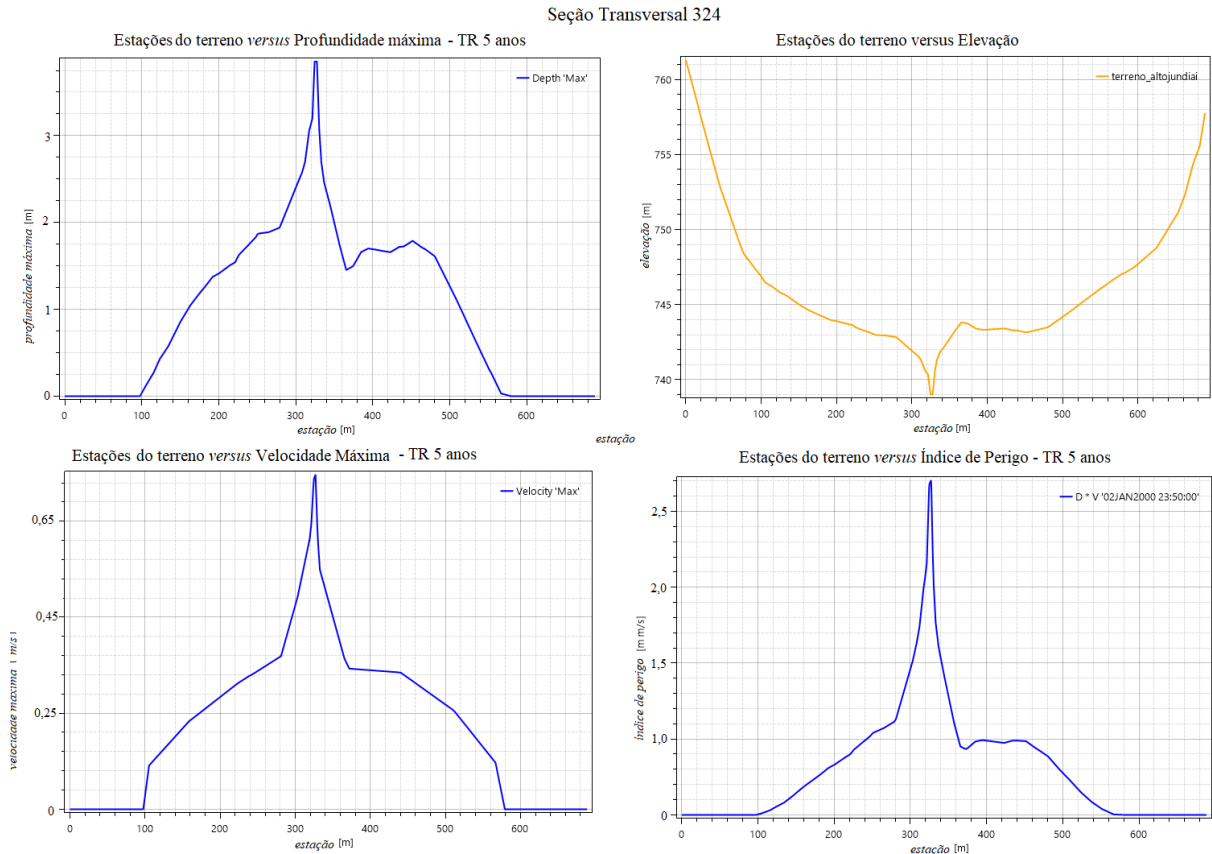 Seção Transversal 324
Estações do terreno versus Profundidade máxima - TR 5 anos
Depth 'Max'
profundidade máxima [m]
3
2
1
0
0 100 200 300 400 500 600
estação [m]
Estações do terreno versus Elevação
terreno_altojundiai
elevação [m]
760
755
750
745
740
0 100 200 300 400 500 600
estação [m]
estação
Estações do terreno versus Velocidade Máxima - TR 5 anos
Velocity 'Max'
velocidade maxima [ m/s ]
0,65
0,45
0,25
0
0 100 200 300 400 500 600
estação [m]
Estações do terreno versus Índice de Perigo - TR 5 anos
D * V '02JAN2000 23:50:00'
índice de perigo [m m/s]
2,5
2,0
1,5
1,0
0,5
0
0 100 200 300 400 500 600
estação [m]